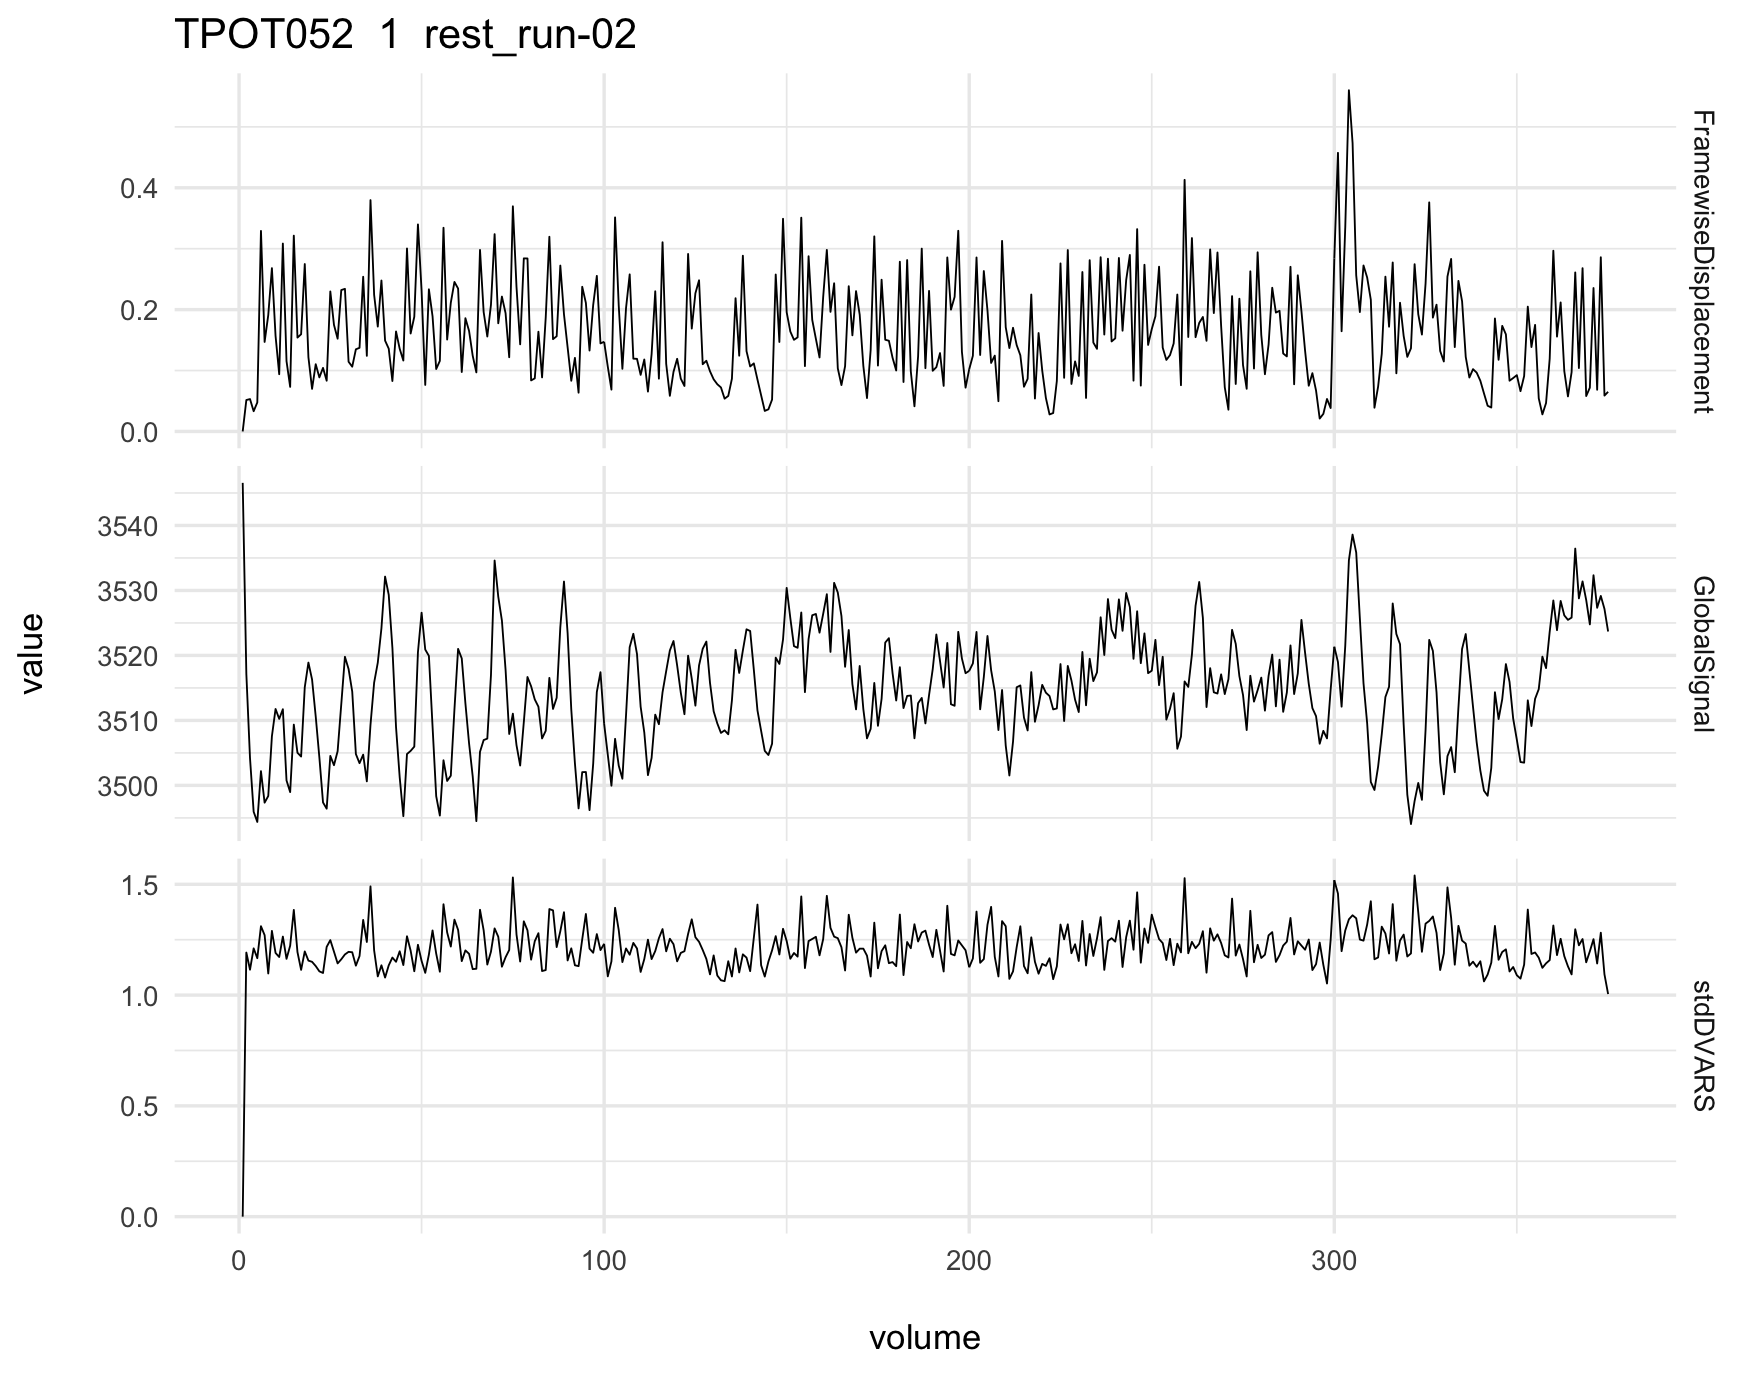 TPOT052 1 rest_run-02
value
0.4
0.2
0.0
FramewiseDisplacement
3540
3530
3520
3510
3500
GlobalSignal
1.5
1.0
0.5
0.0
stdDVARS
0 100 200 300
volume